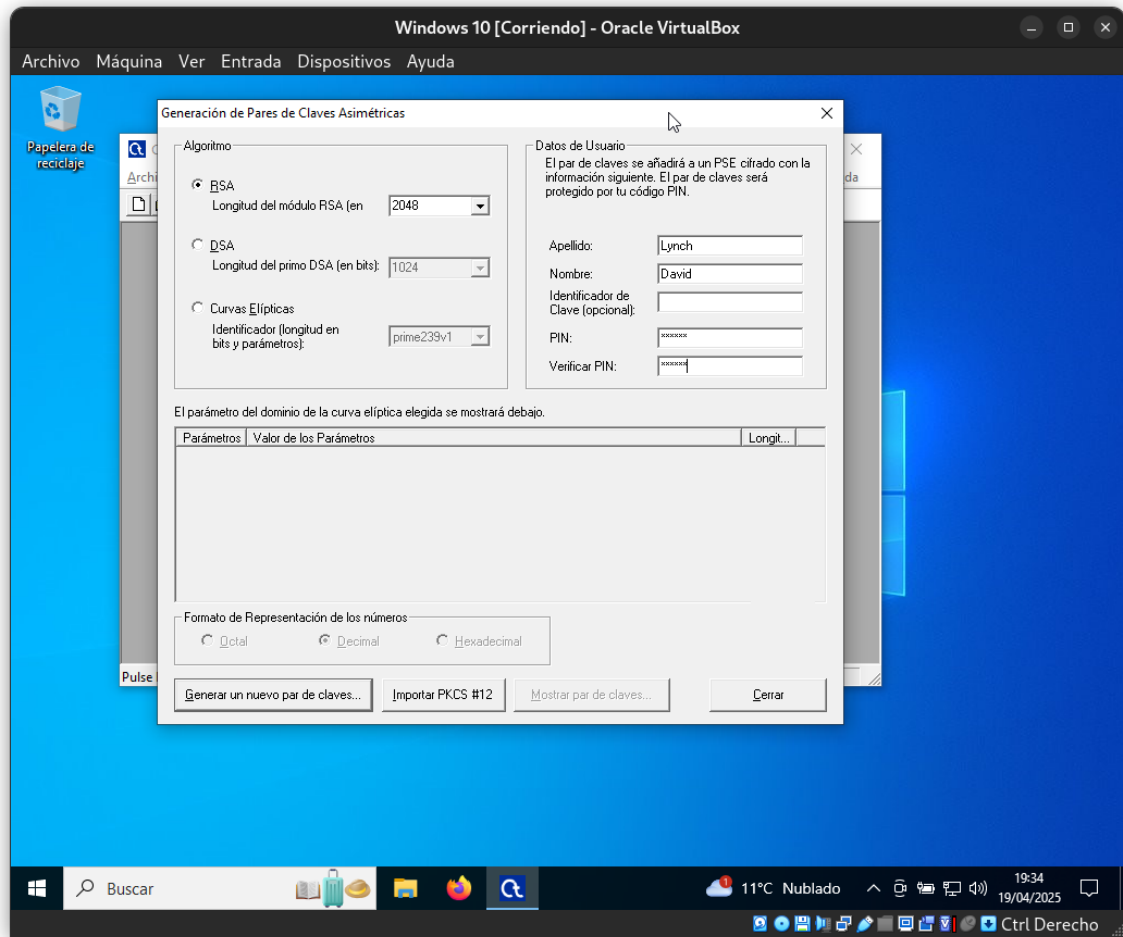 Windows 10 [Corriendo] - Oracle VirtualBox
Archivo Máquina Ver Entrada Dispositivos Ayuda
Papelera de
reciclaje
Generación de Pares de Claves Asimétricas
Algoritmo
RSA
Longitud del módulo RSA (en
2048
DSA
Longitud del primo DSA (en bits):
1024
Curvas Elípticas
Identificador (longitud en
bits y parámetros):
prime239v1
Datos de Usuario
El par de claves se añadirá a un PSE cifrado con la
información siguiente. El par de claves será
protegido por tu código PIN.
Apellido:
Lynch
Nombre:
David
Identificador de
Clave (opcional):
PIN:
******
Verificar PIN:
******
El parámetro del dominio de la curva elíptica elegida se mostrará debajo.
Parámetros Valor de los Parámetros Longit...
Formato de Representación de los números
Octal Decimal Hexadecimal
Pulse
Generar un nuevo par de claves... Importar PKCS #12 Mostrar par de claves... Cerrar
Buscar
1
11°C Nublado
19:34
19/04/2025
Ctrl Derecho